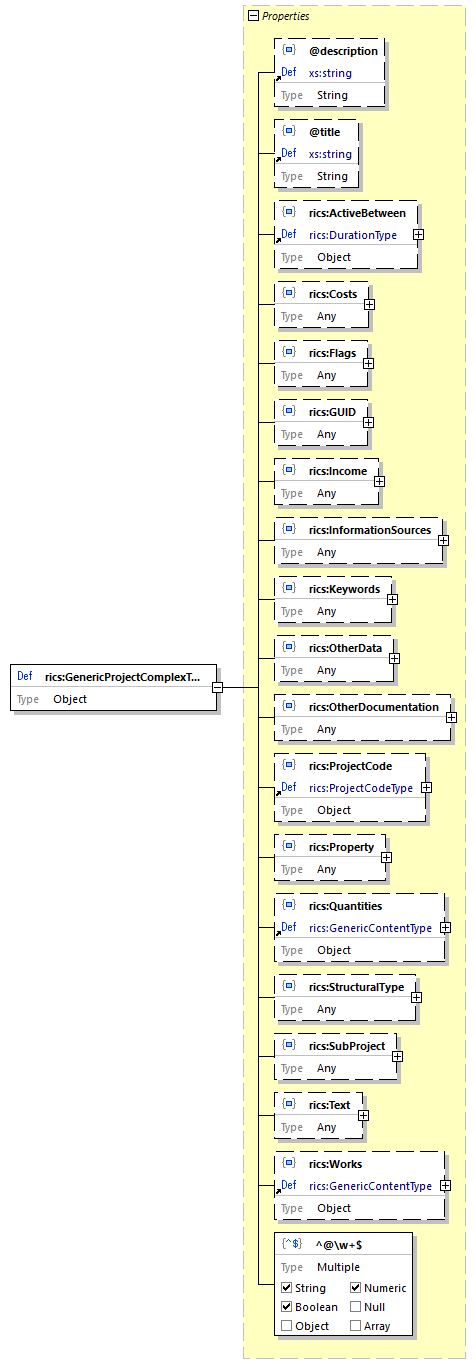 Properties
@description
Def xs:string
Type String
@title
Def xs:string
Type String
rics:ActiveBetween
Def rics:DurationType
Type Object
rics:Costs
Type Any
rics:Flags
Type Any
rics:GUID
Type Any
rics:Income
Type Any
rics:InformationSources
Type Any
rics:Keywords
Type Any
rics:OtherData
Type Any
Def rics:GenericProjectComplexT...
Type Object
rics:OtherDocumentation
Type Any
rics:ProjectCode
Def rics:ProjectCodeType
Type Object
rics:Property
Type Any
rics:Quantities
Def rics:GenericContentType
Type Object
rics:StructuralType
Type Any
rics:SubProject
Type Any
rics:Text
Type Any
rics:Works
Def rics:GenericContentType
Type Object
{^$} ^@\w+$
Type Multiple
String Numeric
Boolean Null
Object Array